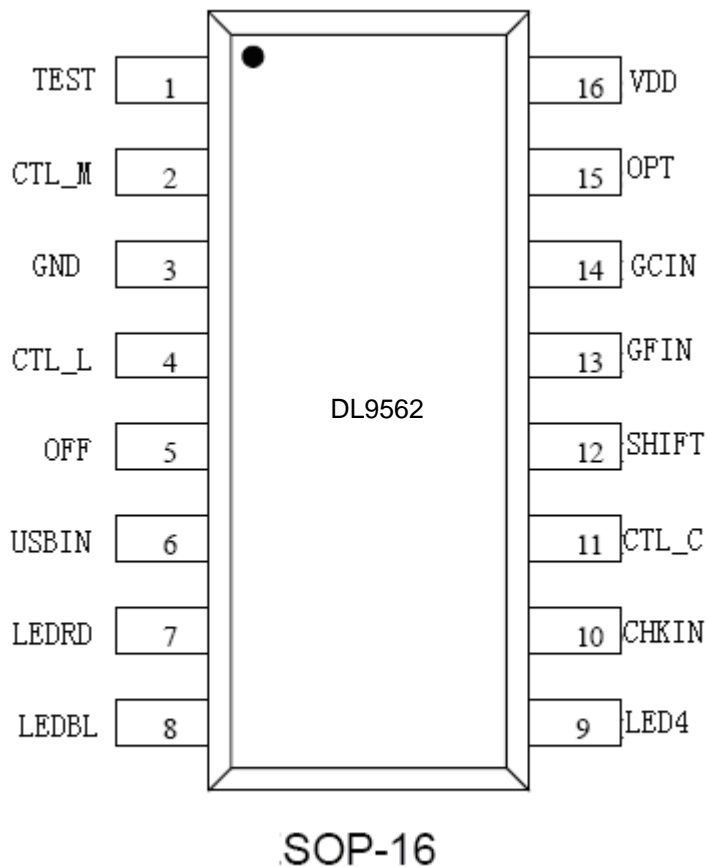 TEST 1 16 VDD
CTL_M 2 15 OPT
GND 3 14 GCIN
CTL_L 4 13 GFIN
DL9562
OFF 5 12 SHIFT
USBIN 6 11 CTL_C
LEDRD 7 10 CHKIN
LEDBL 8 9 LED4
SOP-16